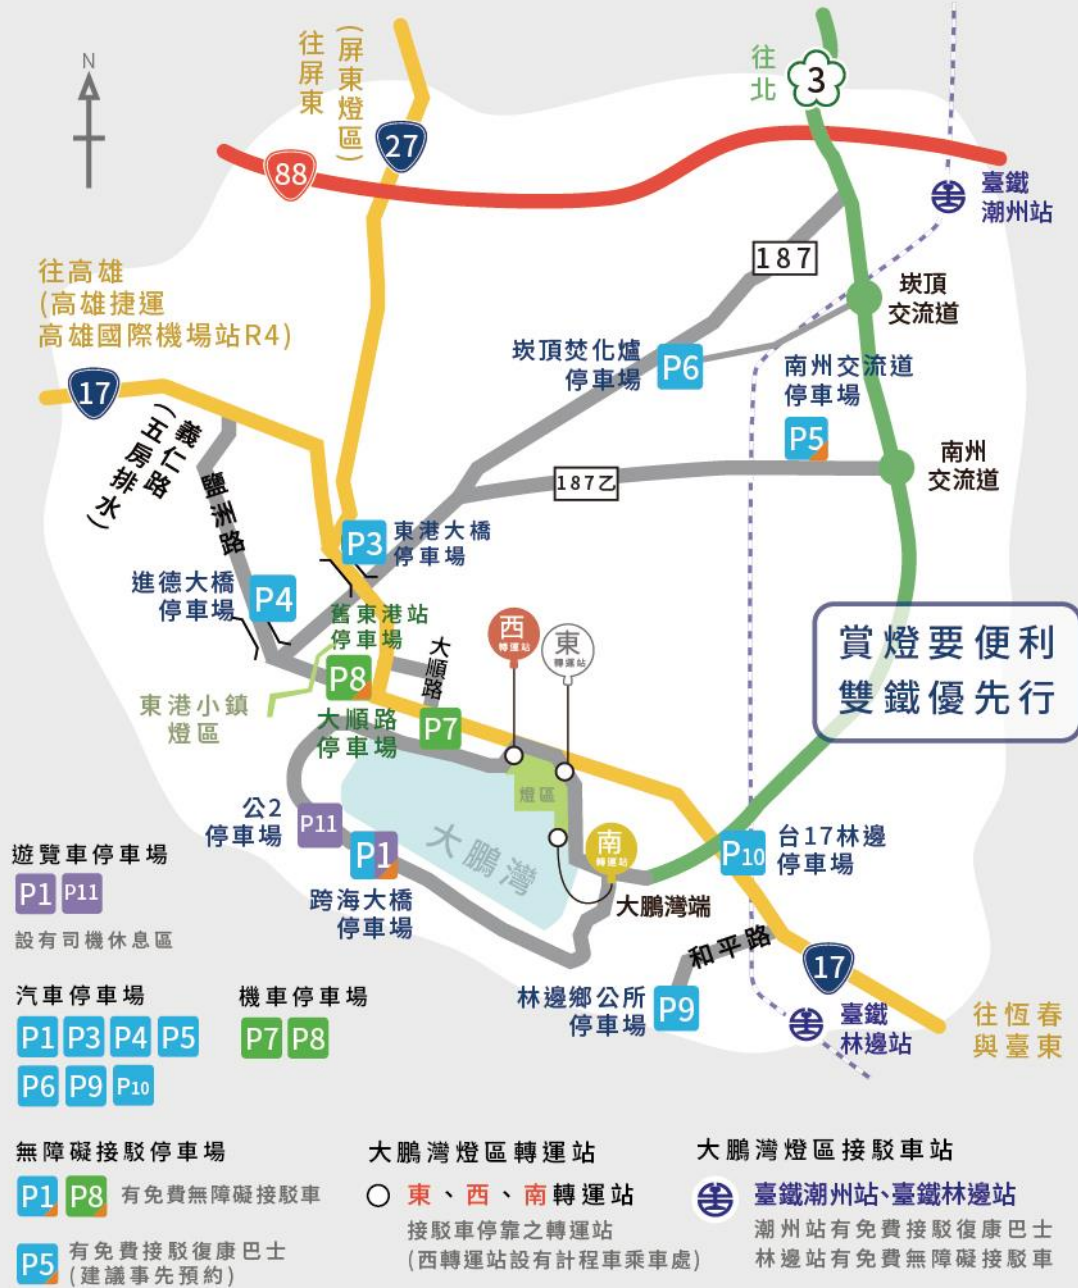 N
往屏東
(屏東燈區)
27
88
往北
3
臺鐵
潮州站
187
往高雄
(高雄捷運
高雄國際機場站R4)
17
崁頂
交流道
崁頂焚化爐
停車場
P6
南州交流道
停車場
P5
南州
交流道
187乙
義仁路
(五房排水)
鹽洲路
P3
東港大橋
停車場
進德大橋
停車場
P4
舊東港站
停車場
P8
大順路
西
轉運站
東
轉運站
賞燈要便利
雙鐵優先行
東港小鎮
燈區
大順路
停車場
P7
燈區
公2
停車場
P11
大鵬灣
P1
跨海大橋
停車場
南
轉運站
大鵬灣端
P10
台17林邊
停車場
和平路
17
林邊鄉公所
停車場
P9
臺鐵
林邊站
往恆春
與臺東
遊覽車停車場
P1 P11
設有司機休息區
汽車停車場
P1 P3 P4 P5
P6 P9 P10
機車停車場
P7 P8
無障礙接駁停車場
P1 P8 有免費無障礙接駁車
P5 有免費接駁復康巴士
(建議事先預約)
大鵬灣燈區轉運站
東、西、南轉運站
接駁車停靠之轉運站
(西轉運站設有計程車乘車處)
大鵬灣燈區接駁車站
臺鐵潮州站、臺鐵林邊站
潮州站有免費接駁復康巴士
林邊站有免費無障礙接駁車